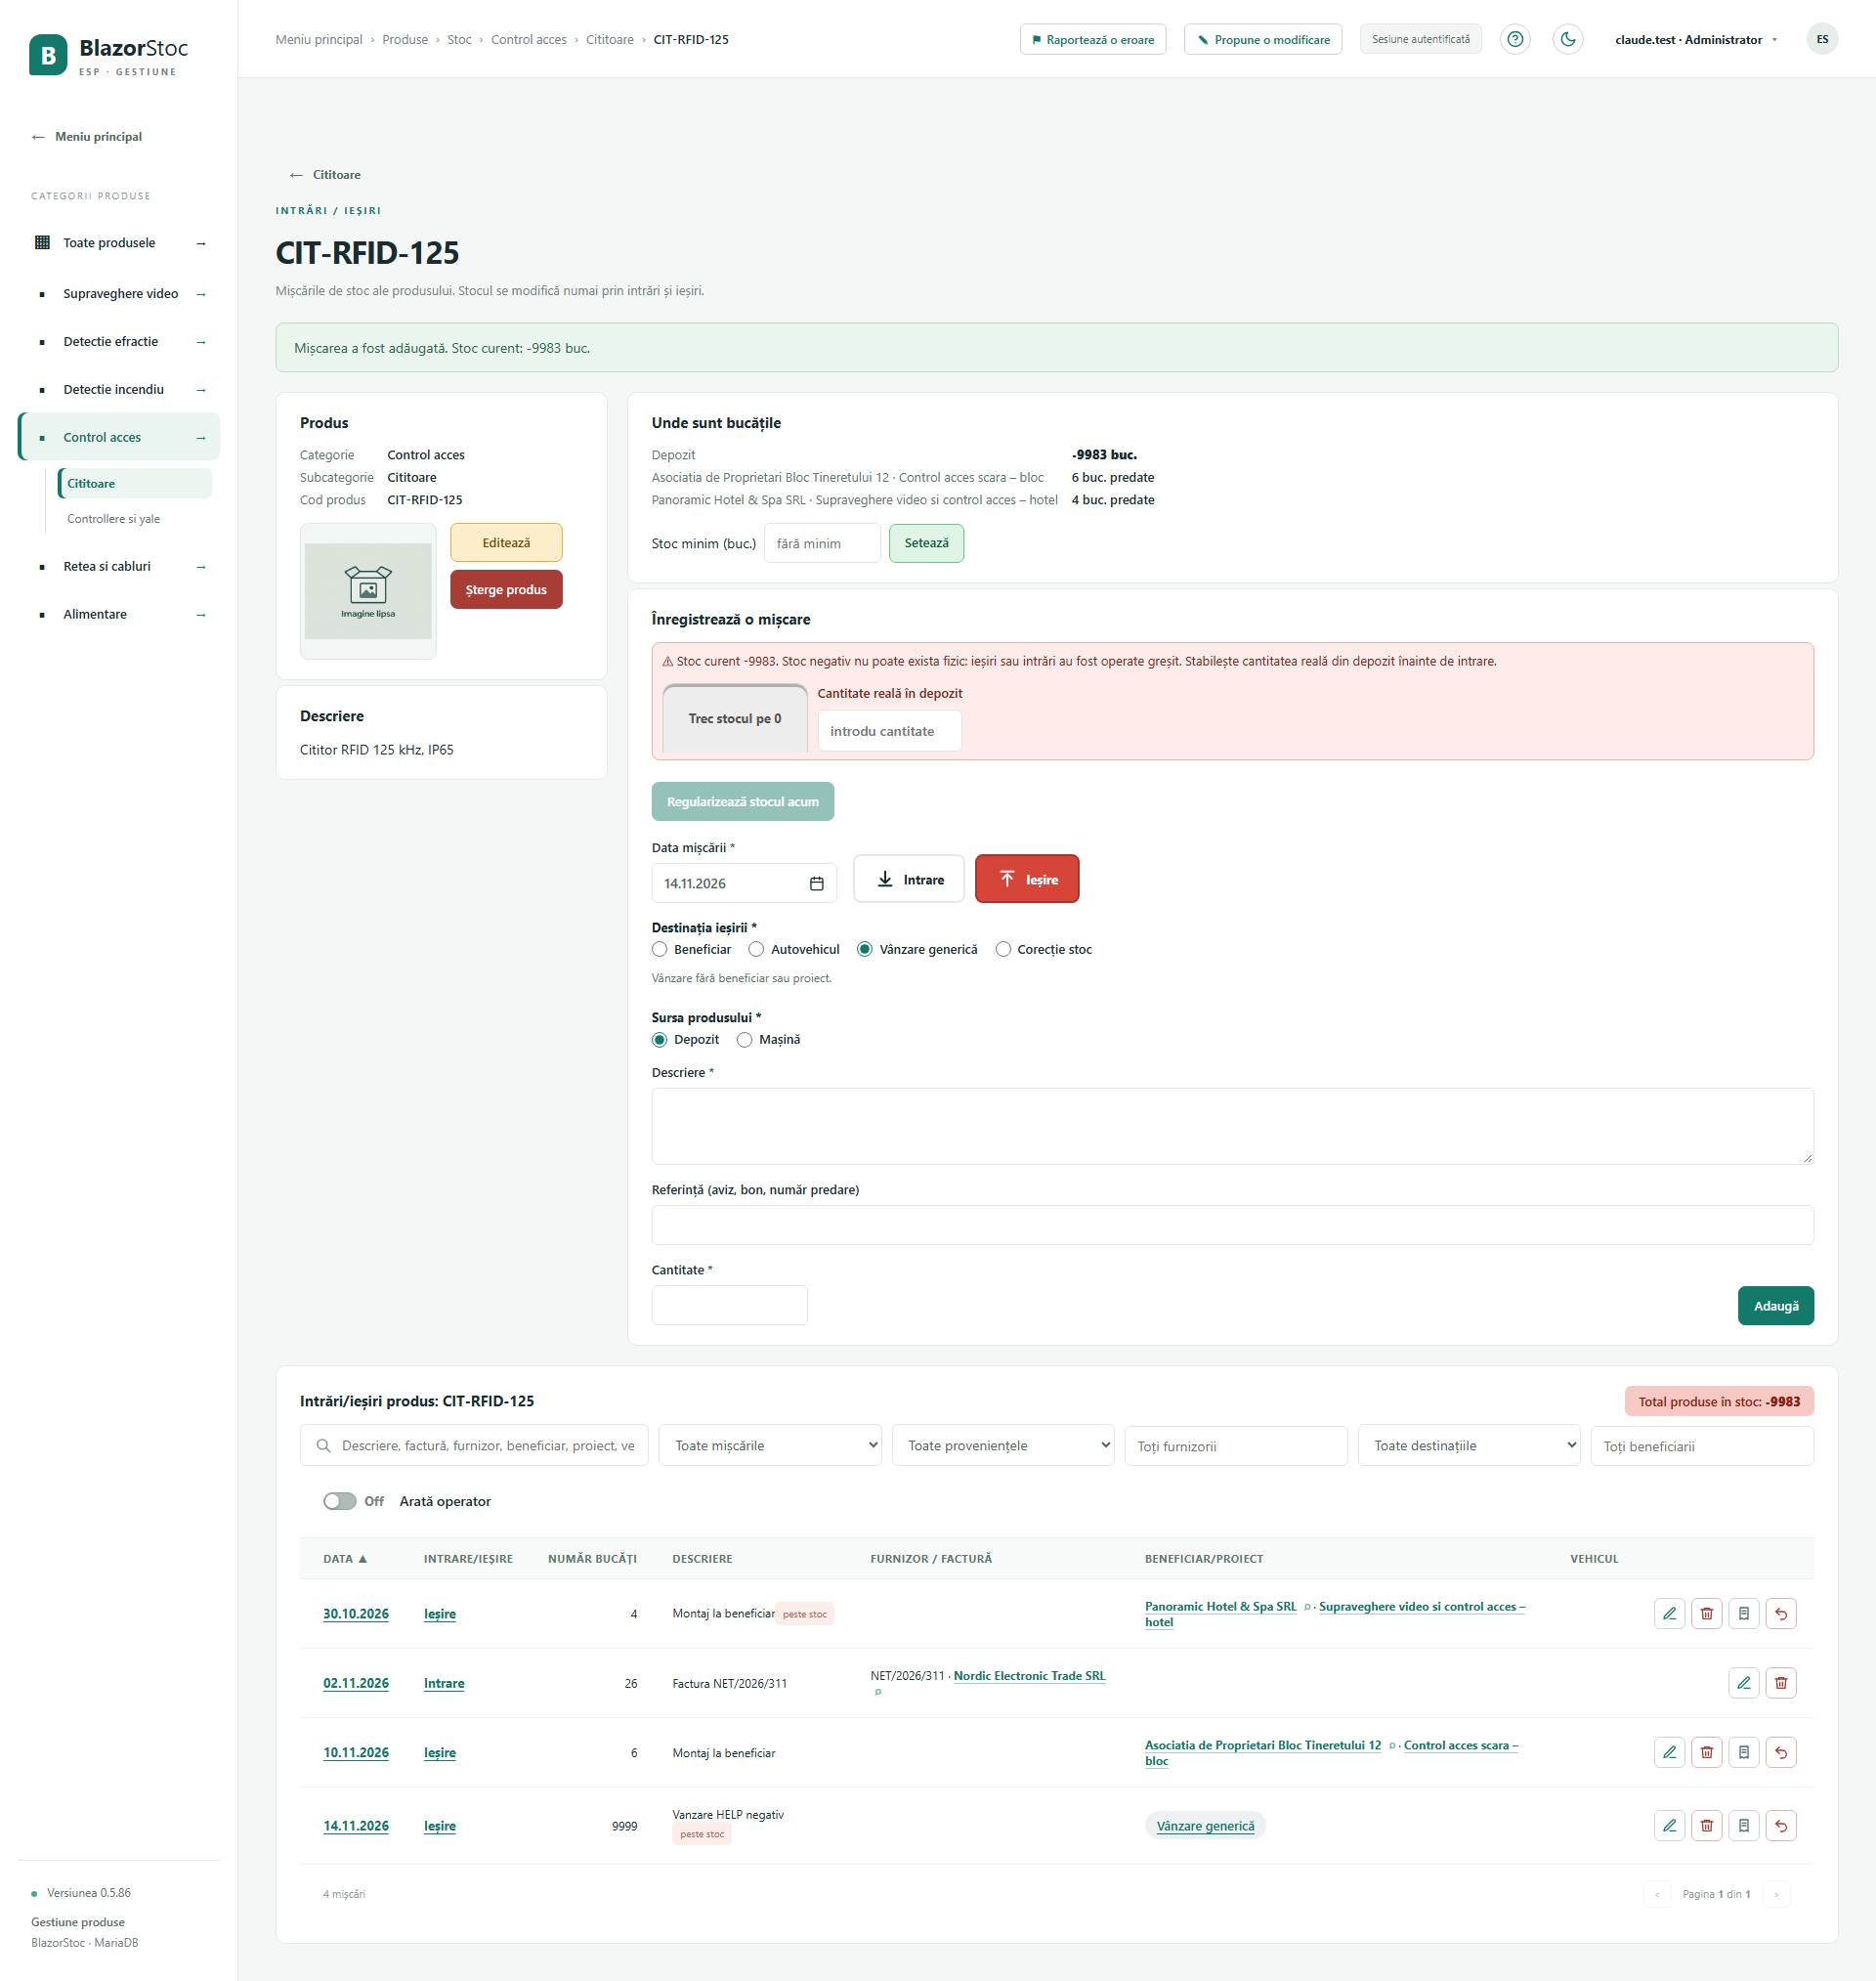 B
BlazorStoc
ESP · GESTIUNE
← Meniu principal
CATEGORII PRODUSE
Toate produsele →
Supraveghere video →
Detectie efractie →
Detectie incendiu →
Control acces →
Cititoare
Controllere si yale
Retea si cabluri →
Alimentare →
Versiunea 0.5.86
Gestiune produse
BlazorStoc · MariaDB
Meniu principal › Produse › Stoc › Control acces › Cititoare › CIT-RFID-125
Raportează o eroare
Propune o modificare
Sesiune autentificată
claude.test · Administrator
ES
← Cititoare
INTRĂRI / IEȘIRI
CIT-RFID-125
Mișcările de stoc ale produsului. Stocul se modifică numai prin intrări și ieșiri.
Mișcarea a fost adăugată. Stoc curent: -9983 buc.
Produs
Categorie Control acces
Subcategorie Cititoare
Cod produs CIT-RFID-125
Imagine lipsa
Editează
Șterge produs
Descriere
Cititor RFID 125 kHz, IP65
Unde sunt bucățile
Depozit -9983 buc.
Asociatia de Proprietari Bloc Tineretului 12 · Control acces scara – bloc 6 buc. predate
Panoramic Hotel & Spa SRL · Supraveghere video si control acces – hotel 4 buc. predate
Stoc minim (buc.) fără minim Setează
Înregistrează o mișcare
⚠ Stoc curent -9983. Stoc negativ nu poate exista fizic: ieșiri sau intrări au fost operate greșit. Stabilește cantitatea reală din depozit înainte de intrare.
Trec stocul pe 0
Cantitate reală în depozit
introdu cantitate
Regularizează stocul acum
Data mișcării *
14.11.2026
Intrare
Ieșire
Destinația ieșirii *
Beneficiar Autovehicul Vânzare generică Corecție stoc
Vânzare fără beneficiar sau proiect.
Sursa produsului *
Depozit Mașină
Descriere *
Referință (aviz, bon, număr predare)
Cantitate *
Adaugă
Intrări/ieșiri produs: CIT-RFID-125
Total produse în stoc: -9983
Descriere, factură, furnizor, beneficiar, proiect, ve
Toate mișcările
Toate proveniențele
Toți furnizorii
Toate destinațiile
Toți beneficiarii
Off Arată operator
DATA ▲ INTRARE/IEȘIRE NUMĂR BUCĂȚI DESCRIERE FURNIZOR / FACTURĂ BENEFICIAR/PROIECT VEHICUL
30.10.2026 Ieșire 4 Montaj la beneficiar peste stoc Panoramic Hotel & Spa SRL · Supraveghere video si control acces –
hotel
02.11.2026 Intrare 26 Factura NET/2026/311 NET/2026/311 · Nordic Electronic Trade SRL
10.11.2026 Ieșire 6 Montaj la beneficiar Asociatia de Proprietari Bloc Tineretului 12 · Control acces scara –
bloc
14.11.2026 Ieșire 9999 Vanzare HELP negativ
peste stoc
Vânzare generică
4 mișcări
‹ Pagina 1 din 1 ›